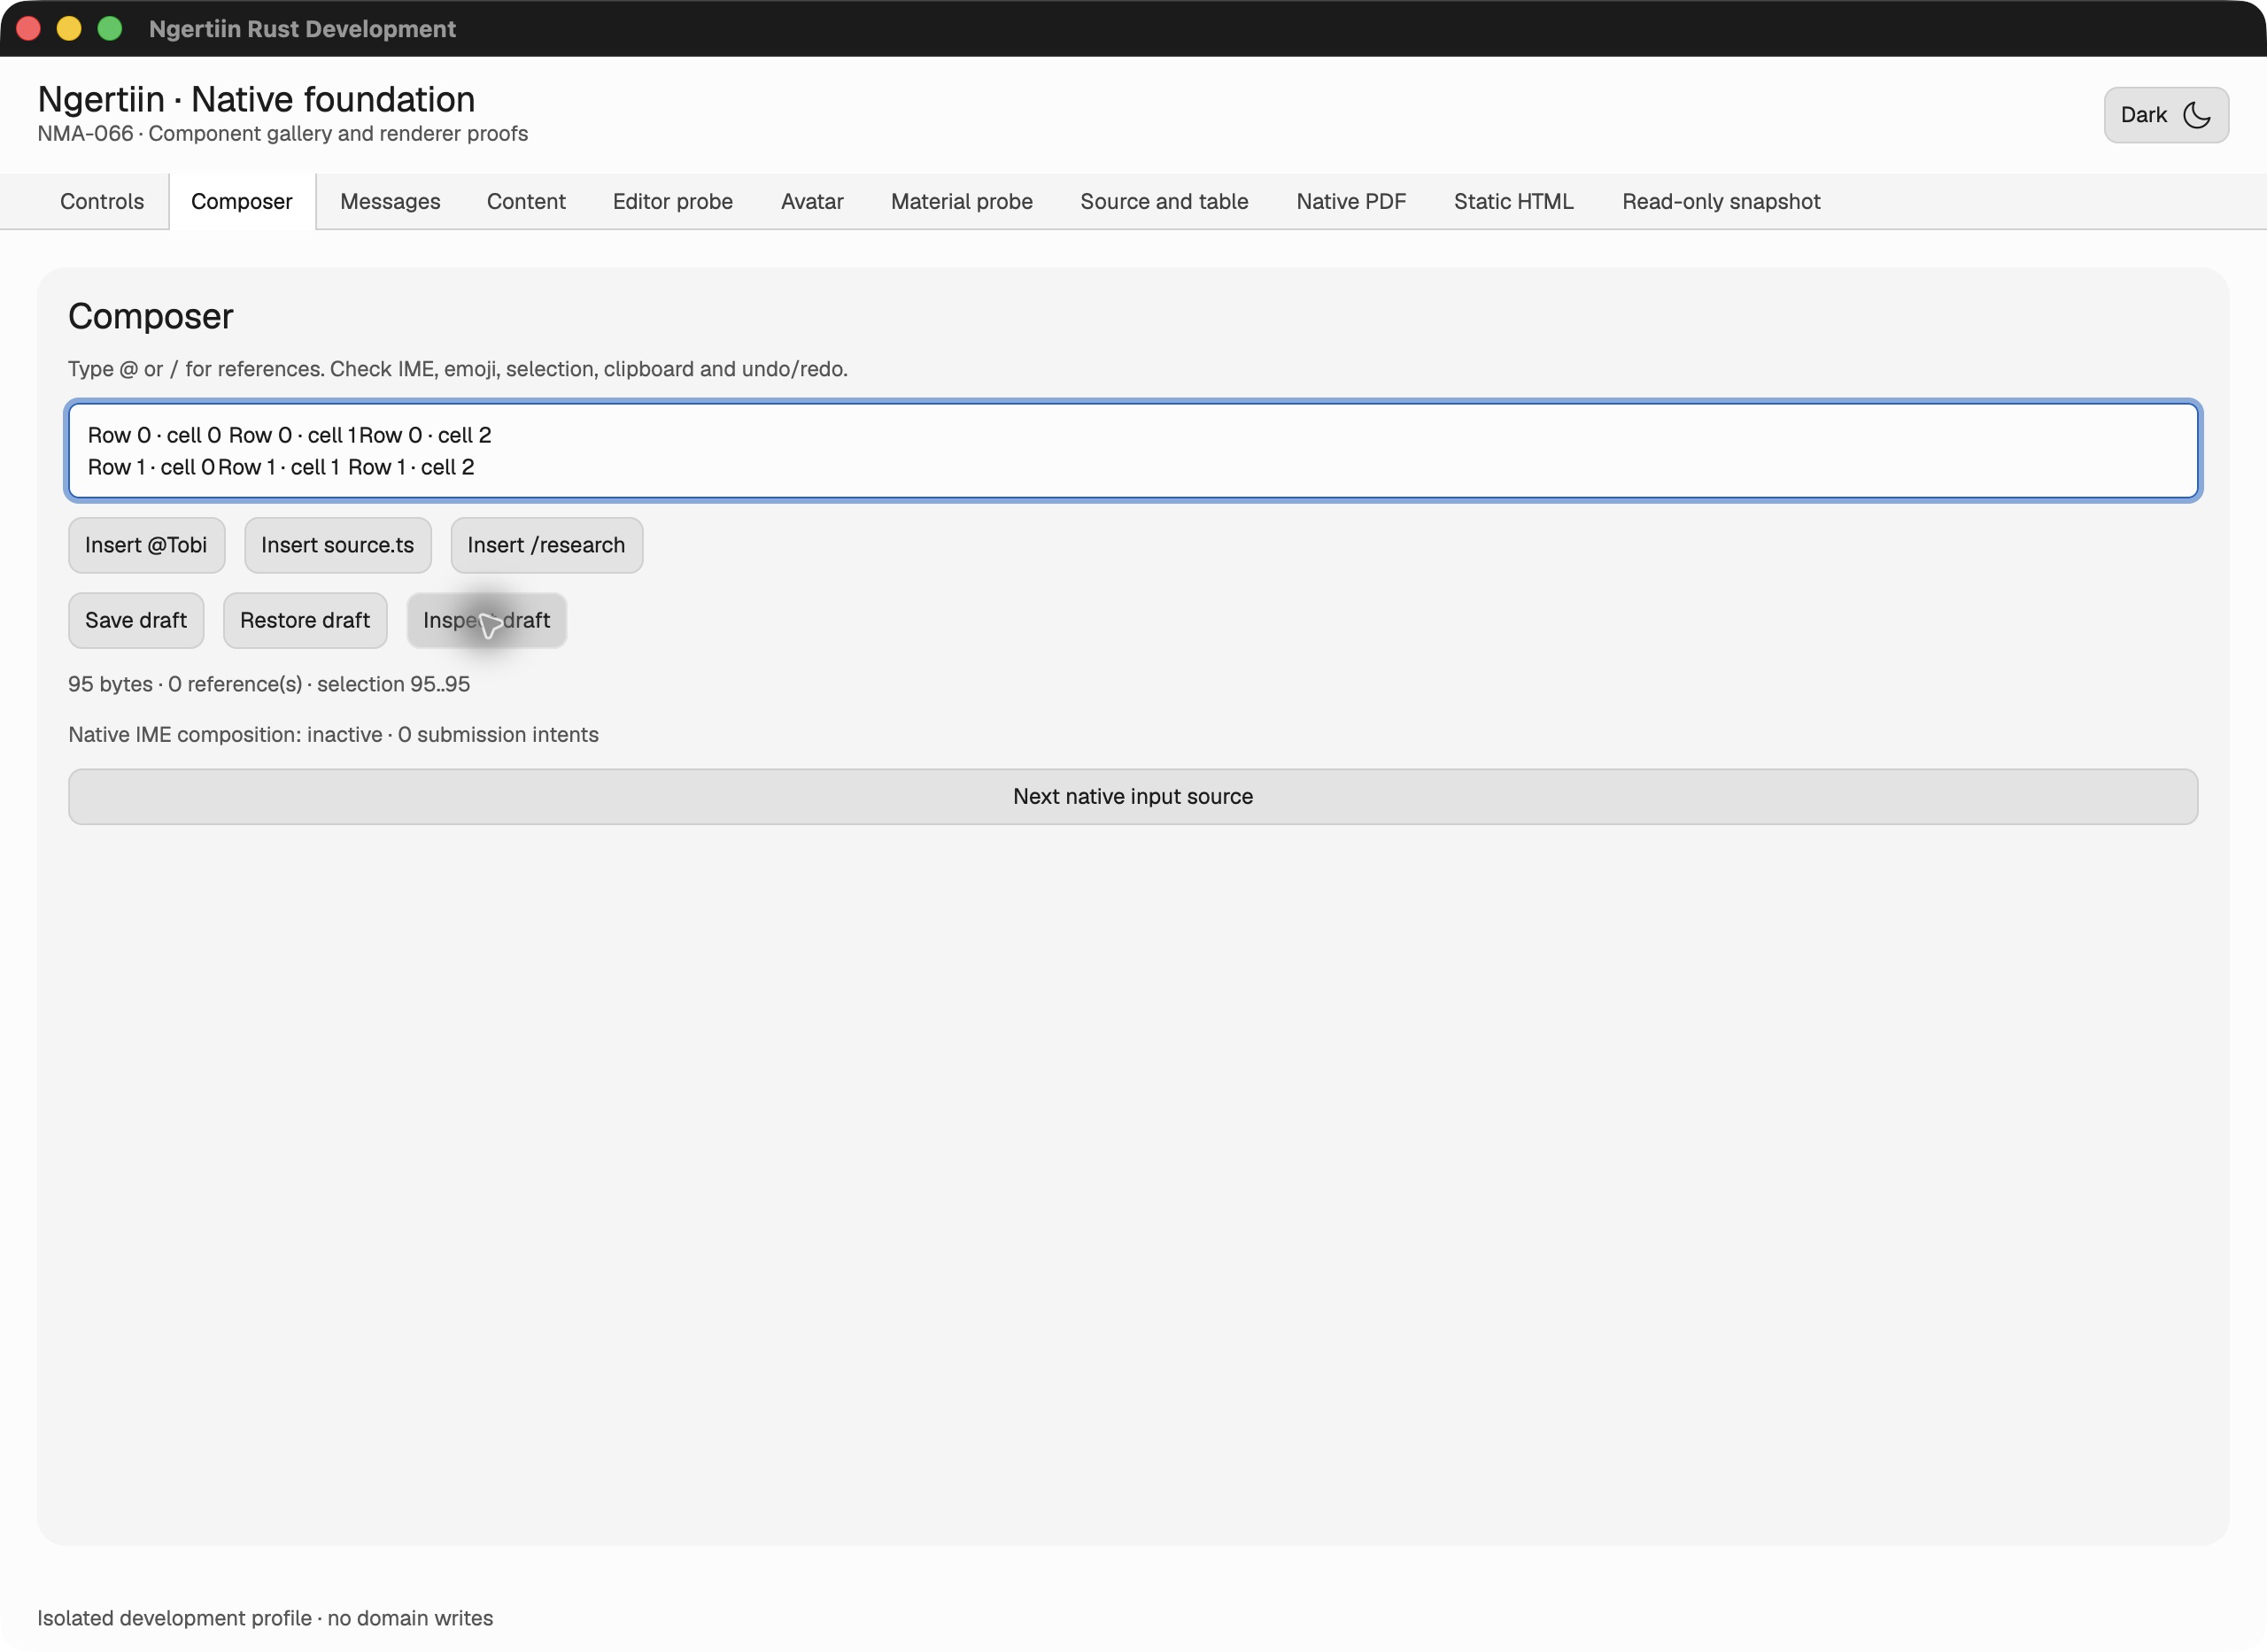 Ngertiin Rust Development
Ngertiin · Native foundation
NMA-066 · Component gallery and renderer proofs
Dark
Controls Composer Messages Content Editor probe Avatar Material probe Source and table Native PDF Static HTML Read-only snapshot
Composer
Type @ or / for references. Check IME, emoji, selection, clipboard and undo/redo.
Row 0 · cell 0 Row 0 · cell 1 Row 0 · cell 2
Row 1 · cell 0 Row 1 · cell 1 Row 1 · cell 2
Insert @Tobi Insert source.ts Insert /research
Save draft Restore draft Inspect draft
95 bytes · 0 reference(s) · selection 95..95
Native IME composition: inactive · 0 submission intents
Next native input source
Isolated development profile · no domain writes